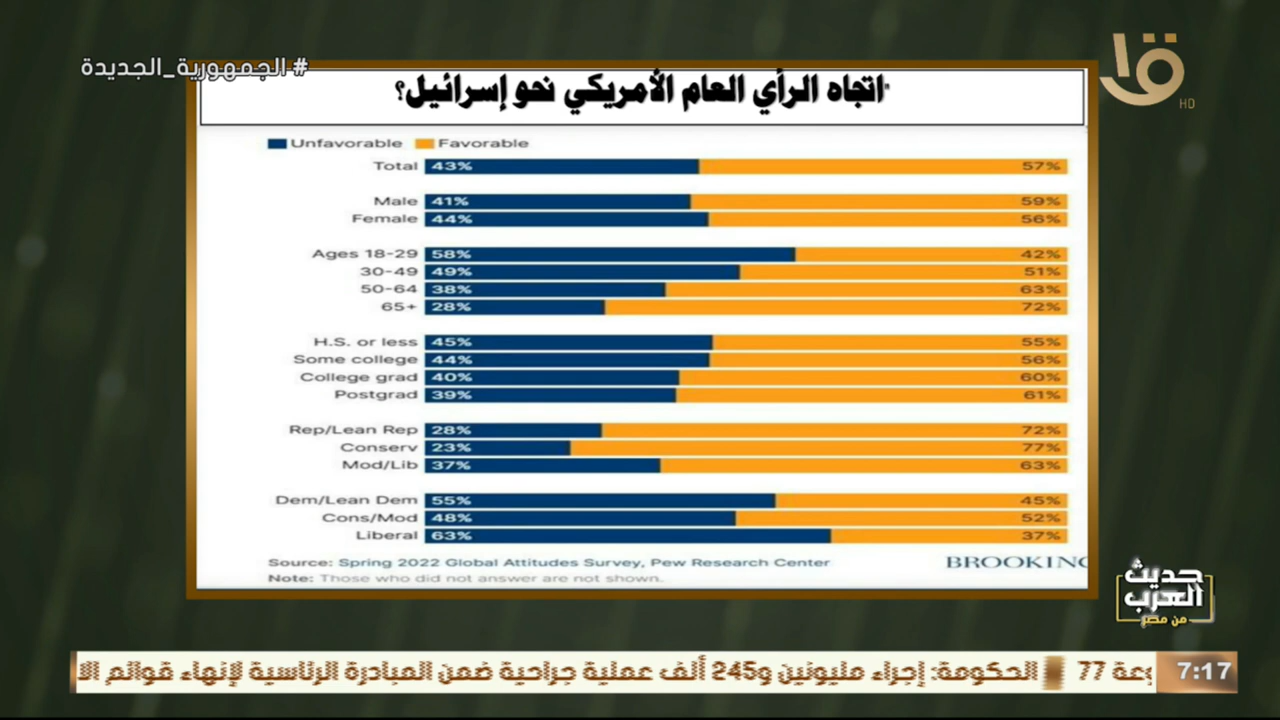 #الجمهورية_الجديدة
HD
اتجاه الرأي العام الأمريكي نحو إسرائيل؟
Unfavorable Favorable
Total 43% 57%
Male 41% 59%
Female 44% 56%
Ages 18-29 58% 42%
30-49 49% 51%
50-64 38% 63%
65+ 28% 72%
H.S. or less 45% 55%
Some college 44% 56%
College grad 40% 60%
Postgrad 39% 61%
Rep/Lean Rep 28% 72%
Conserv 23% 77%
Mod/Lib 37% 63%
Dem/Lean Dem 55% 45%
Cons/Mod 48% 52%
Liberal 63% 37%
Source: Spring 2022 Global Attitudes Survey, Pew Research Center
BROOKING
Note: Those who did not answer are not shown.
حديث
العرب
من مصر
77 الحكومة: إجراء مليونين و245 ألف عملية جراحية ضمن المبادرة الرئاسية لإنهاء قوائم
7:17